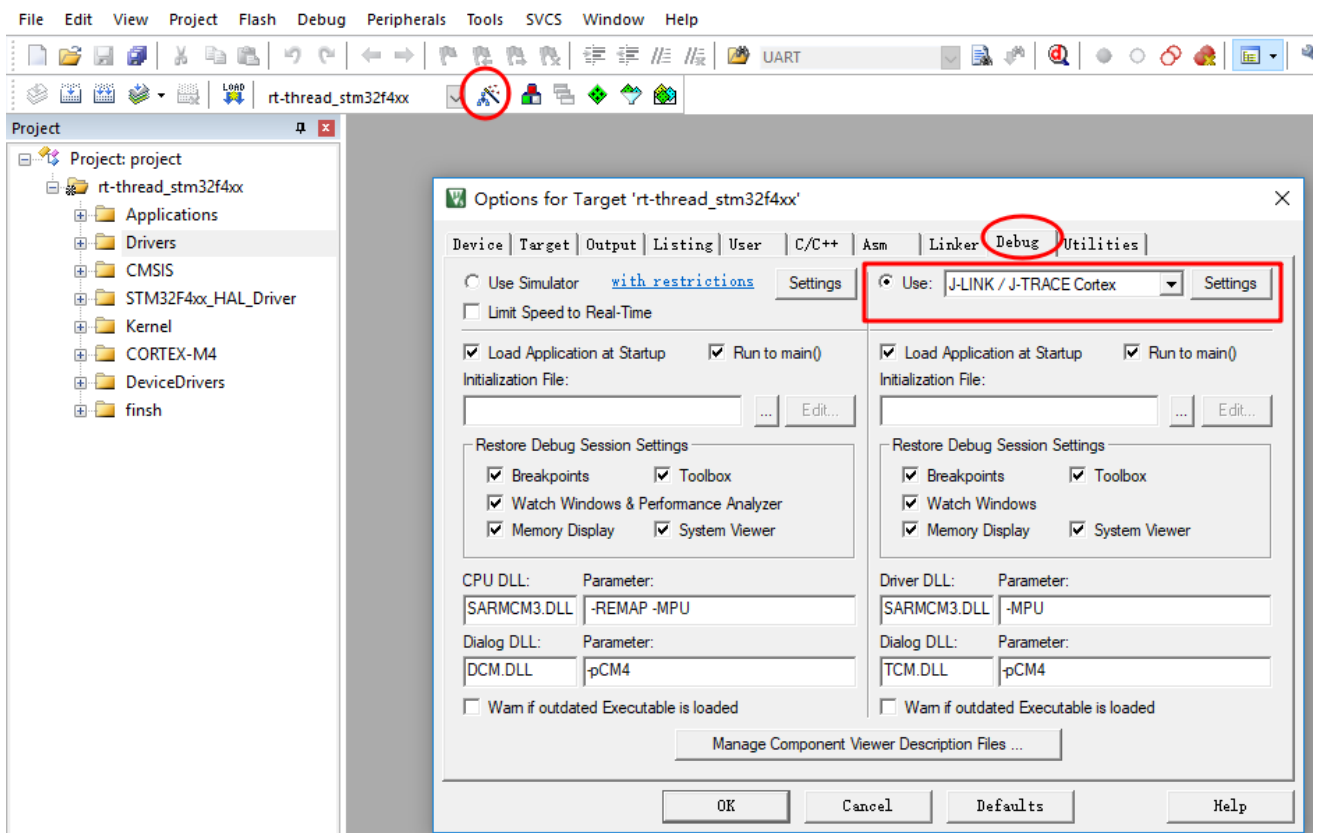 File Edit View Project Flash Debug Peripherals Tools SVCS Window Help
UART
LOAD rt-thread_stm32f4xx
Project
Project: project
rt-thread_stm32f4xx
Applications
Drivers
CMSIS
STM32F4xx_HAL_Driver
Kernel
CORTEX-M4
DeviceDrivers
finsh
Options for Target 'rt-thread_stm32f4xx'
Device Target Output Listing User C/C++ Asm Linker Debug Utilities
Use Simulator with restrictions Settings Use: J-LINK / J-TRACE Cortex Settings
Limit Speed to Real-Time
Load Application at Startup Run to main() Load Application at Startup Run to main()
Initialization File: Initialization File:
... Edit... ... Edit...
Restore Debug Session Settings Restore Debug Session Settings
Breakpoints Toolbox Breakpoints Toolbox
Watch Windows & Performance Analyzer Watch Windows
Memory Display System Viewer Memory Display System Viewer
CPU DLL: Parameter: Driver DLL: Parameter:
SARMCM3.DLL -REMAP -MPU SARMCM3.DLL -MPU
Dialog DLL: Parameter: Dialog DLL: Parameter:
DCM.DLL -pCM4 TCM.DLL -pCM4
Warn if outdated Executable is loaded Warn if outdated Executable is loaded
Manage Component Viewer Description Files ...
OK Cancel Defaults Help